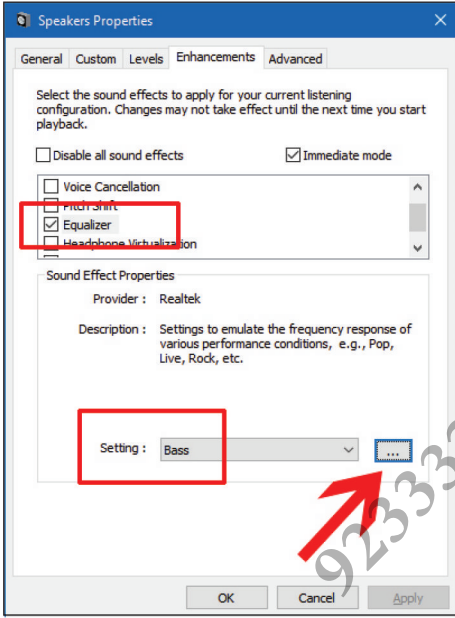 Speakers Properties
General Custom Levels Enhancements Advanced
Select the sound effects to apply for your current listening
configuration. Changes may not take effect until the next time you start
playback.
Disable all sound effects Immediate mode
Voice Cancellation
Pitch Shift
Equalizer
Headphone Virtualization
Sound Effect Properties
Provider : Realtek
Description : Settings to emulate the frequency response of
various performance conditions, e.g., Pop,
Live, Rock, etc.
Setting : Bass ...
92333
OK Cancel Apply